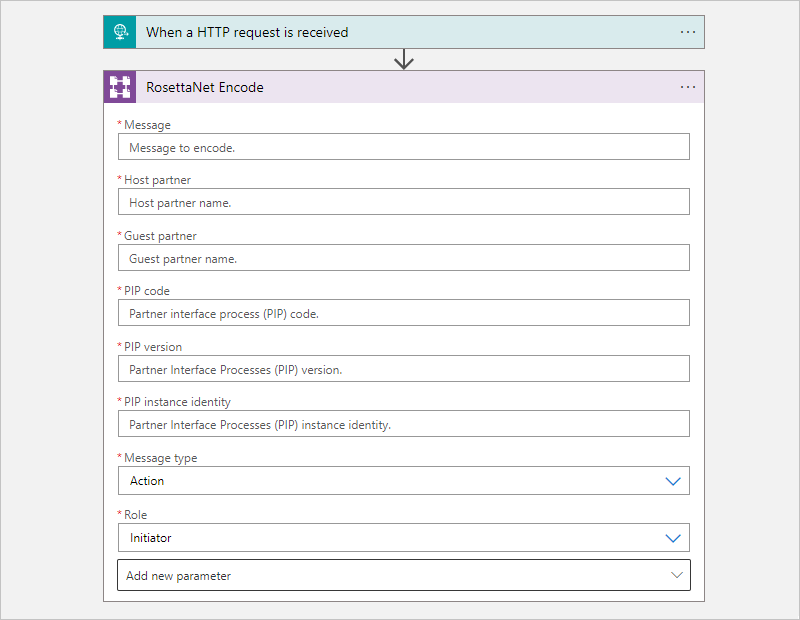 When a HTTP request is received
RosettaNet Encode
* Message
Message to encode.
* Host partner
Host partner name.
* Guest partner
Guest partner name.
* PIP code
Partner interface process (PIP) code.
* PIP version
Partner Interface Processes (PIP) version.
* PIP instance identity
Partner Interface Processes (PIP) instance identity.
* Message type
Action
* Role
Initiator
Add new parameter